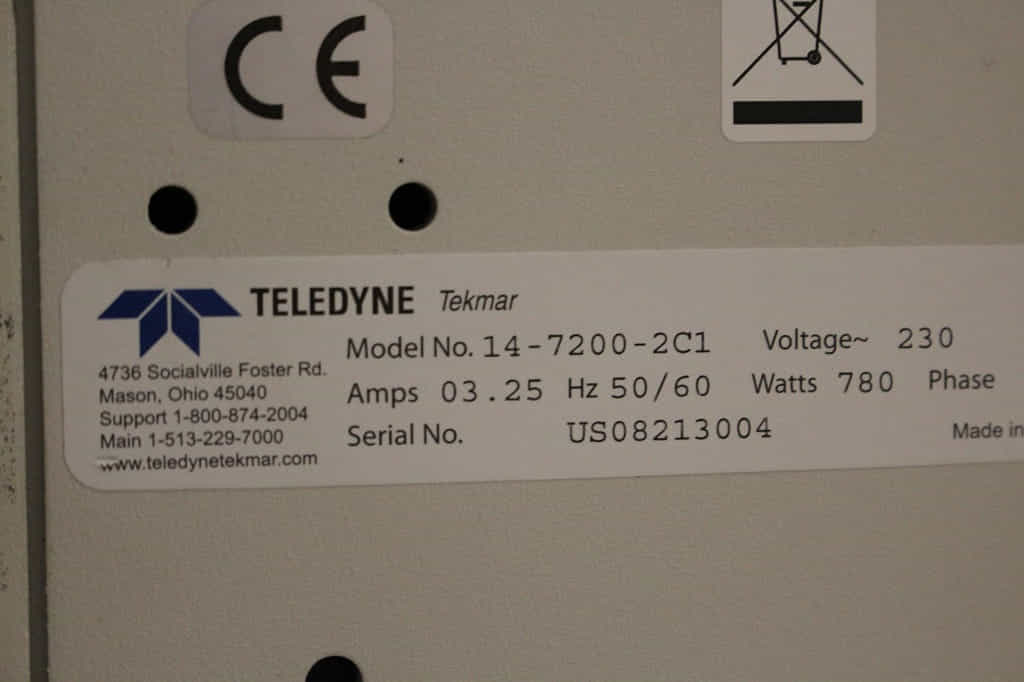 CE
TELEDYNE Tekmar
4736 Socialville Foster Rd.
Mason, Ohio 45040
Support 1-800-874-2004
Main 1-513-229-7000
www.teledynetekmar.com
Model No. 14-7200-2C1 Voltage~ 230
Amps 03.25 Hz 50/60 Watts 780 Phase
Serial No. US08213004
Made in